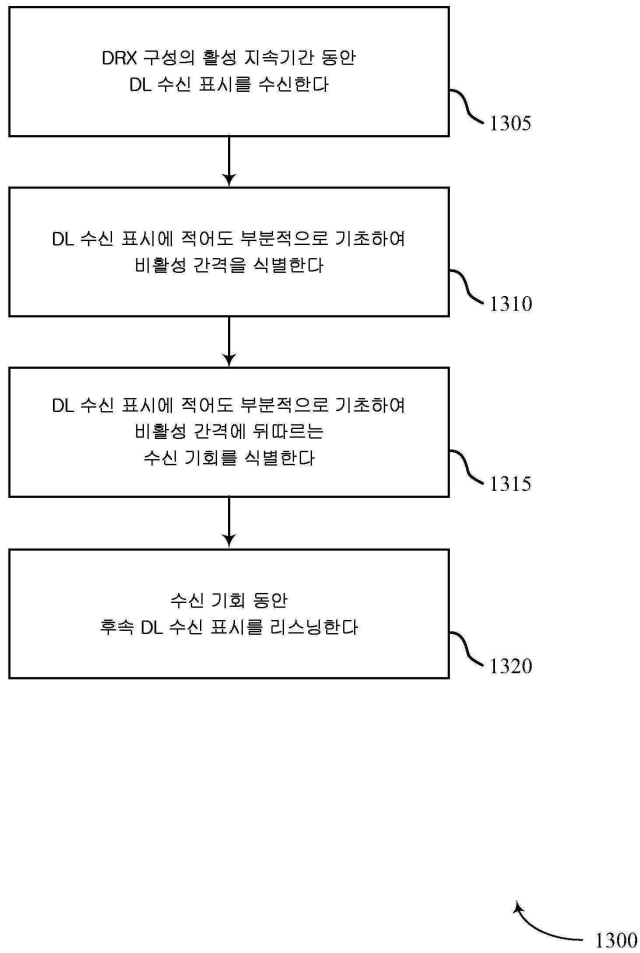 DRX 구성의 활성 지속기간 동안
DL 수신 표시를 수신한다
1305
DL 수신 표시에 적어도 부분적으로 기초하여
비활성 간격을 식별한다
1310
DL 수신 표시에 적어도 부분적으로 기초하여
비활성 간격에 뒤따르는
수신 기회를 식별한다
1315
수신 기회 동안
후속 DL 수신 표시를 리스닝한다
1320
1300